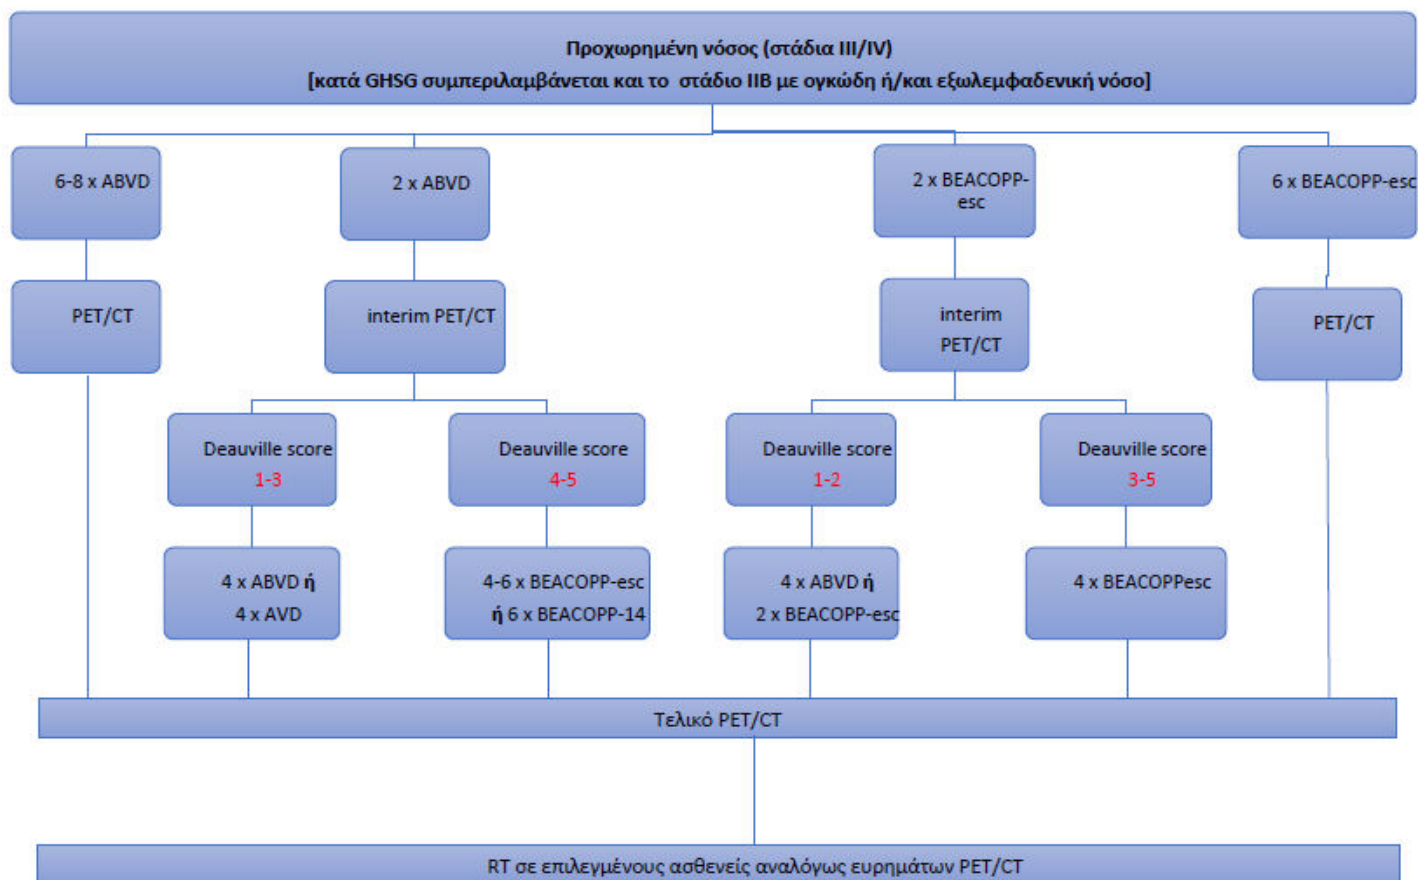 Προχωρημένη νόσος (στάδια III/IV)
[κατά GHSG συμπεριλαμβάνεται και το στάδιο IIB με ογκώδη ή/και εξωλεμφαδενική νόσο]
6-8 x ABVD
2 x ABVD
2 x BEACOPP-
esc
6 x BEACOPP-esc
PET/CT
interim PET/CT
interim
PET/CT
PET/CT
Deauville score
1-3
Deauville score
4-5
Deauville score
1-2
Deauville score
3-5
4 x ABVD ή
4 x AVD
4-6 x BEACOPP-esc
ή 6 x BEACOPP-14
4 x ABVD ή
2 x BEACOPP-esc
4 x BEACOPPesc
Τελικό PET/CT
RT σε επιλεγμένους ασθενείς αναλόγως ευρημάτων PET/CT